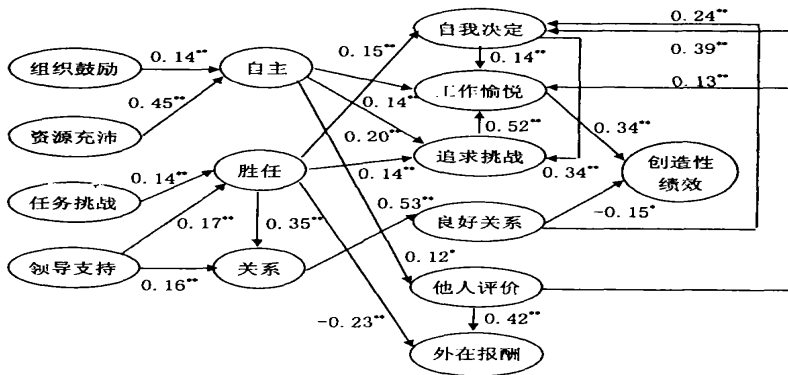 自我决定
0.24**
0.15**
0.39**
0.14**
0.14**
组织鼓励
自主
工作愉悦
0.13**
0.14**
0.45**
0.52**
0.34**
0.20**
资源充沛
追求挑战
创造性
绩效
胜任
0.14**
0.14**
0.34**
任务挑战
0.53**
良好关系
-0.15*
0.17**
0.35**
领导支持
关系
0.12*
0.16**
他人评价
-0.23**
0.42**
外在报酬